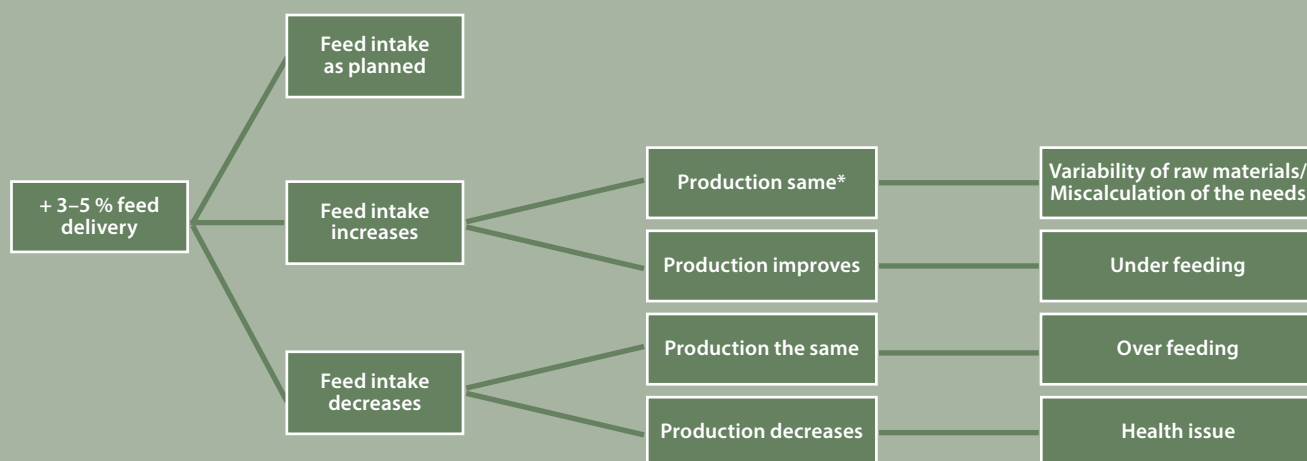 + 3–5 % feed
delivery
Feed intake
as planned
Feed intake
increases
Feed intake
decreases
Production same*
Production improves
Production the same
Production decreases
Variability of raw materials/
Miscalculation of the needs
Under feeding
Over feeding
Health issue